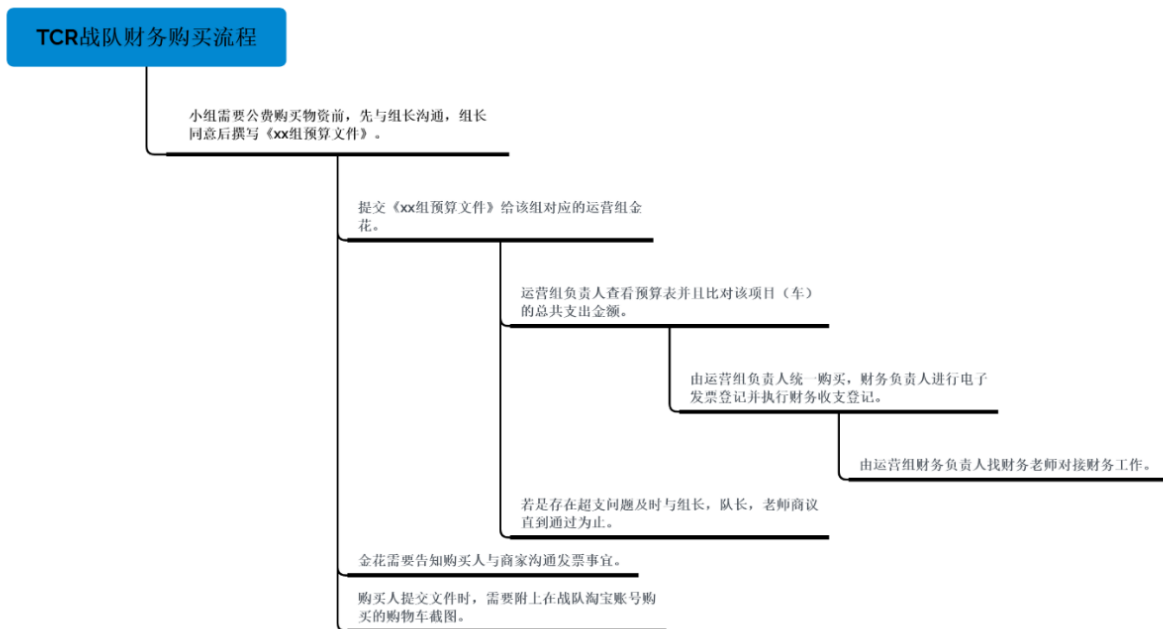 TCR战队财务购买流程
小组需要公费购买物资前，先与组长沟通，组长
同意后撰写《xx组预算文件》。
提交《xx组预算文件》给该组对应的运营组金
花。
运营组负责人查看预算表并且比对该项目（车）
的总共支出金额。
由运营组负责人统一购买，财务负责人进行电子
发票登记并执行财务收支登记。
由运营组财务负责人找财务老师对接财务工作。
若是存在超支问题及时与组长，队长，老师商议
直到通过为止。
金花需要告知购买人与商家沟通发票事宜。
购买人提交文件时，需要附上在战队淘宝账号购
买的购物车截图。